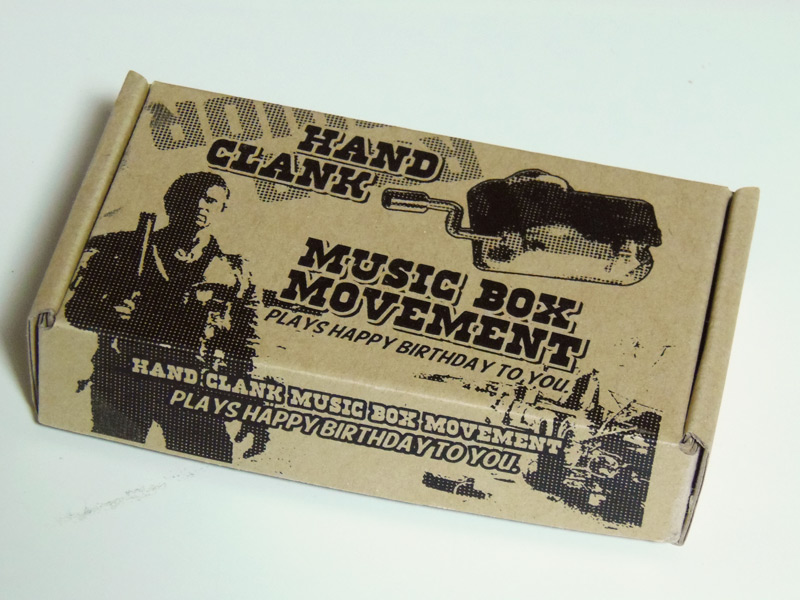 HAND
CLANK
MUSIC BOX
MOVEMENT
PLAYS HAPPY BIRTHDAY TO YOU.
HAND CLANK MUSIC BOX MOVEMENT
PLAYS HAPPY BIRTHDAY TO YOU.